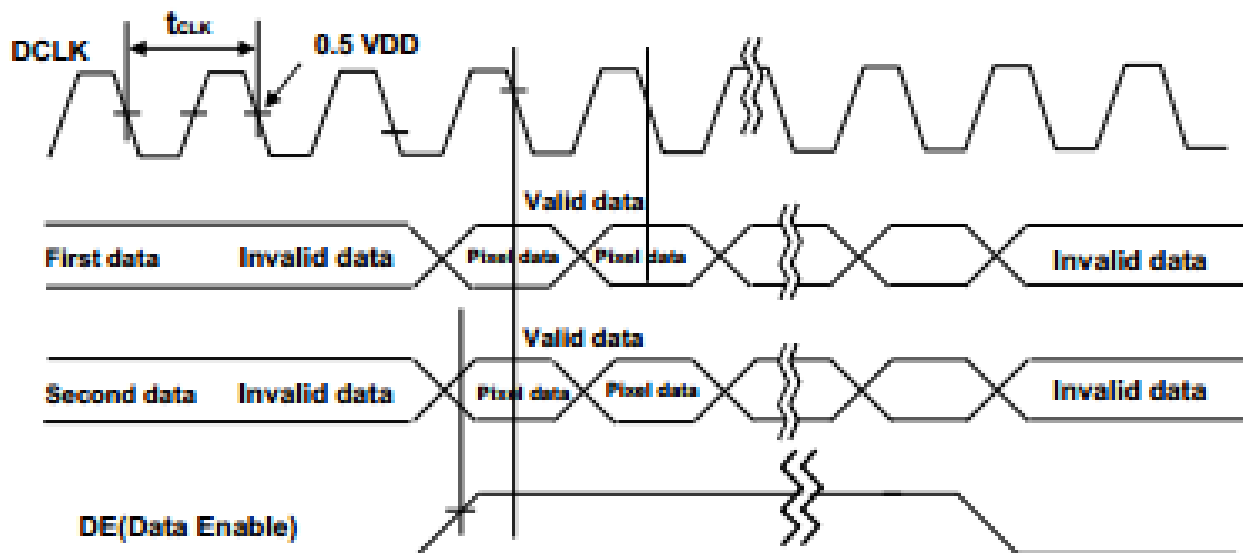 tCLK
DCLK
0.5 VDD
Valid data
First data Invalid data Pixel data Pixel data Invalid data
Valid data
Second data Invalid data Pixel data Pixel data Invalid data
DE(Data Enable)